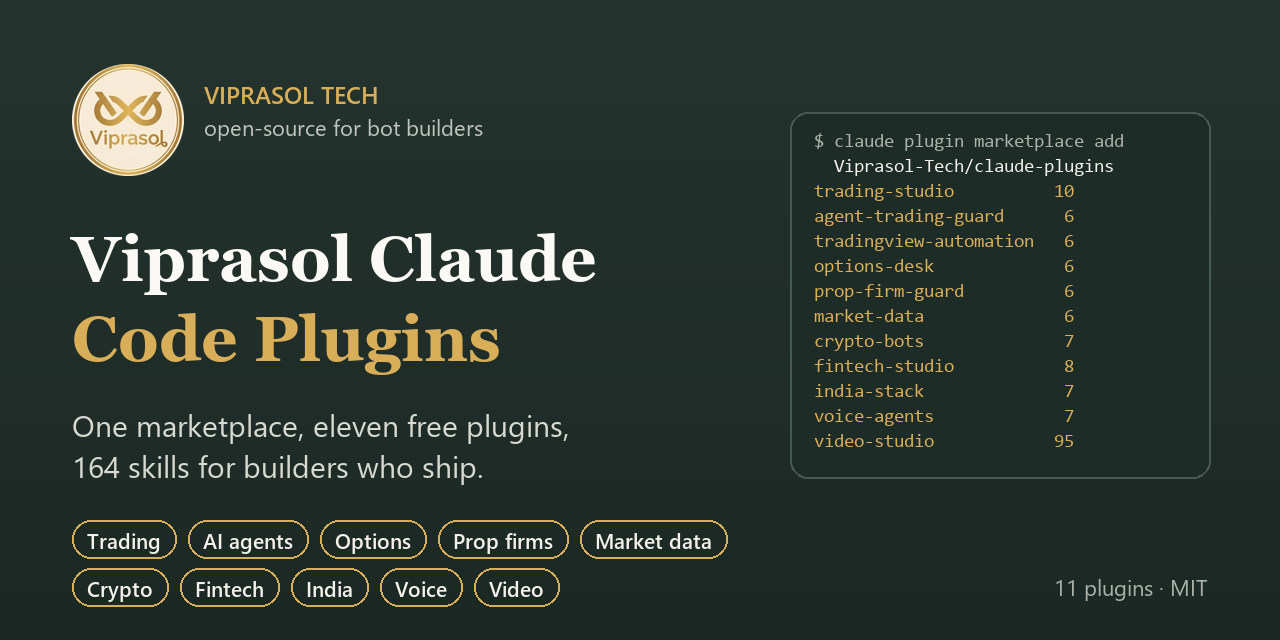 Viprasol
VIPRASOL TECH
open-source for bot builders
Viprasol Claude
Code Plugins
One marketplace, eleven free plugins,
164 skills for builders who ship.
Trading AI agents Options Prop firms Market data
Crypto Fintech India Voice Video
$ claude plugin marketplace add
Viprasol-Tech/claude-plugins
trading-studio 10
agent-trading-guard 6
tradingview-automation 6
options-desk 6
prop-firm-guard 6
market-data 6
crypto-bots 7
fintech-studio 8
india-stack 7
voice-agents 7
video-studio 95
11 plugins · MIT